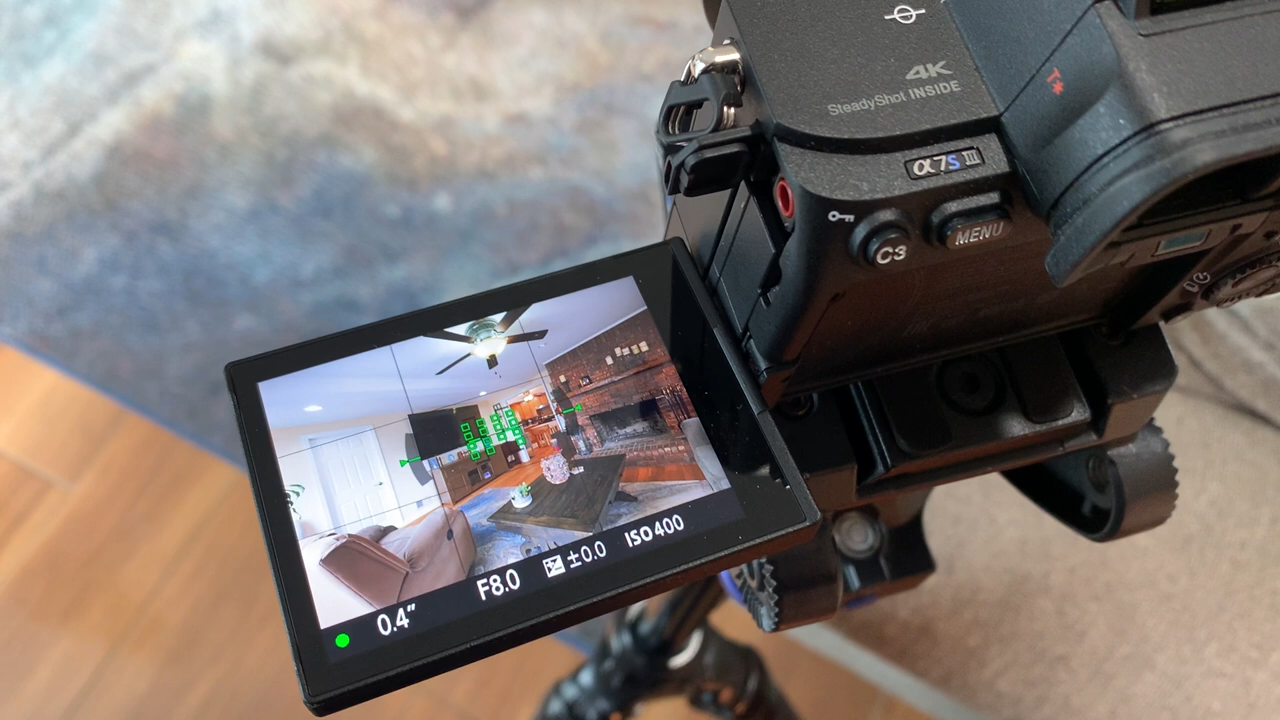 4K
SteadyShot INSIDE
α7S III
C3
MENU
T*
0.4" F8.0 ±0.0 ISO400